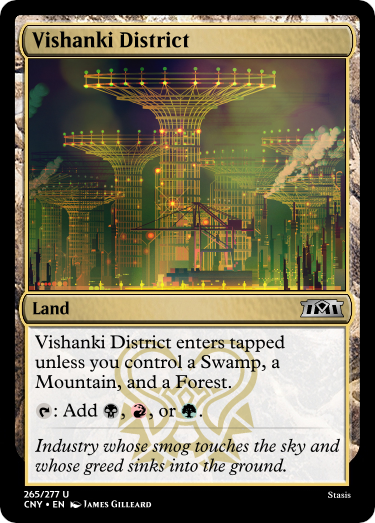 Vishanki District
Land
Vishanki District enters tapped
unless you control a Swamp, a
Mountain, and a Forest.
: Add , , or .
Industry whose smog touches the sky and
whose greed sinks into the ground.
265/277 U
Stasis
CNY • EN James Gilleard